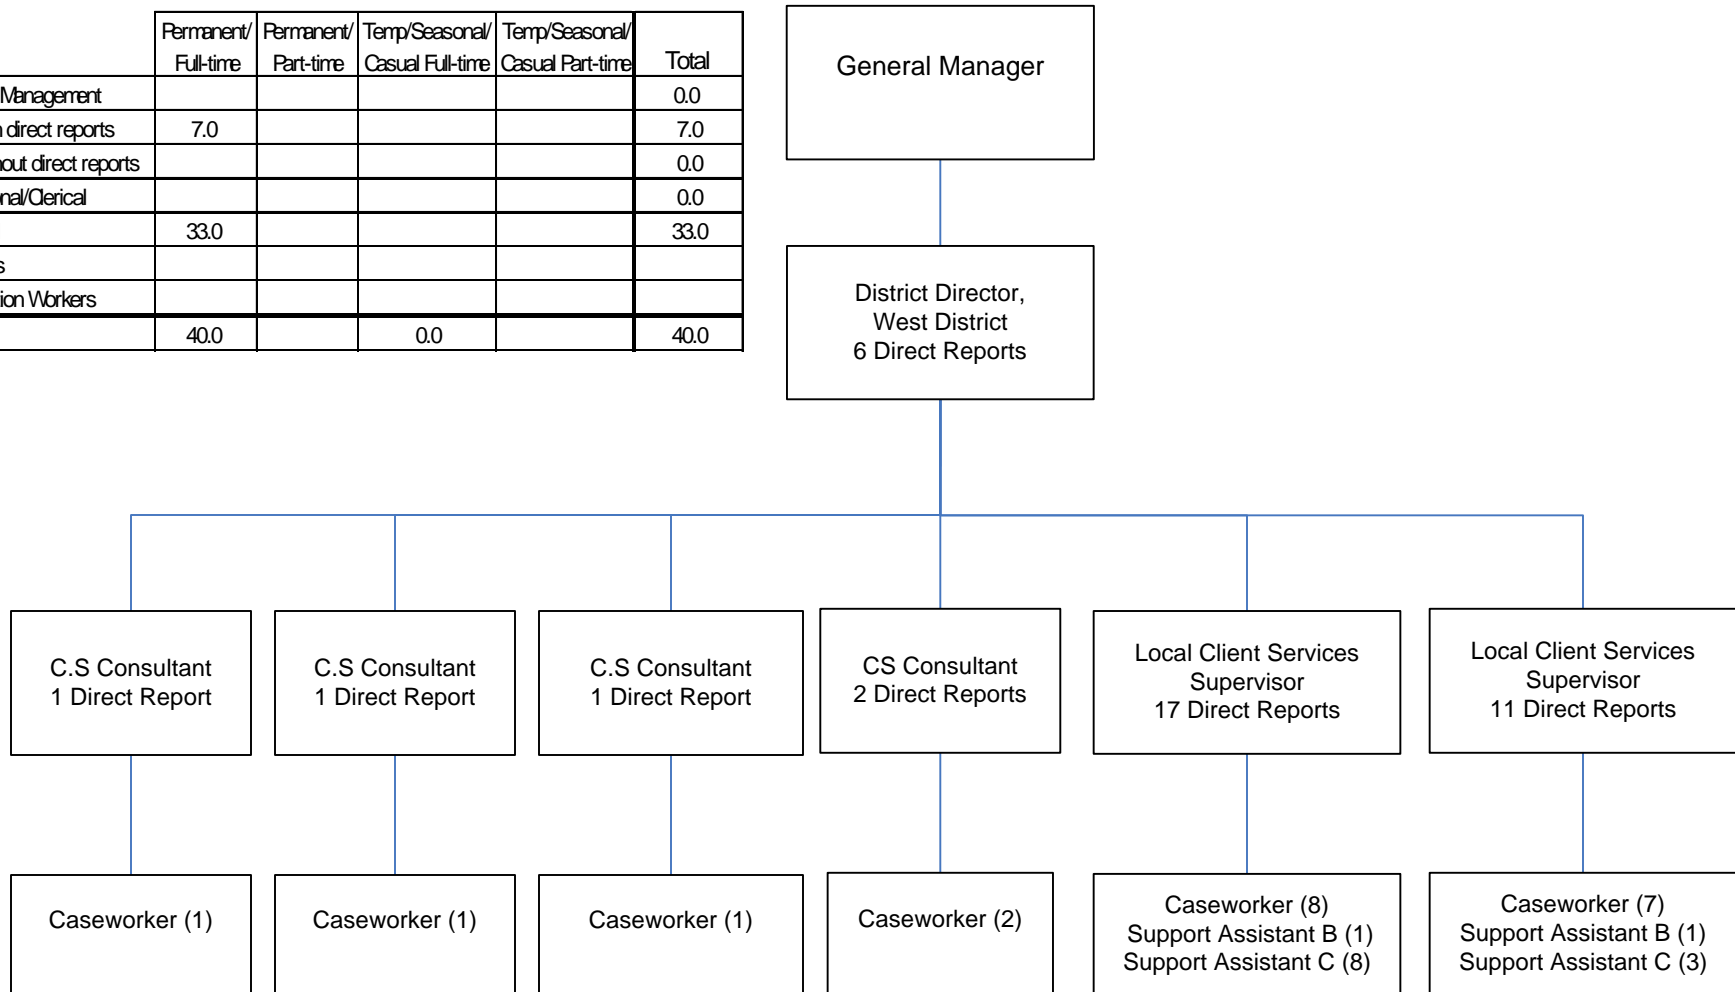 Permanent/ Permanent/ Temp/Seasonal/ Temp/Seasonal/
Full-time Part-time Casual Full-time Casual Part-time Total
Management 0.0
direct reports 7.0 7.0
out direct reports 0.0
nal/Clerical 0.0
33.0 33.0
s
tion Workers
40.0 0.0 40.0
General Manager
District Director,
West District
6 Direct Reports
C.S Consultant
1 Direct Report
C.S Consultant
1 Direct Report
C.S Consultant
1 Direct Report
CS Consultant
2 Direct Reports
Local Client Services
Supervisor
17 Direct Reports
Local Client Services
Supervisor
11 Direct Reports
Caseworker (1)
Caseworker (1)
Caseworker (1)
Caseworker (2)
Caseworker (8)
Support Assistant B (1)
Support Assistant C (8)
Caseworker (7)
Support Assistant B (1)
Support Assistant C (3)